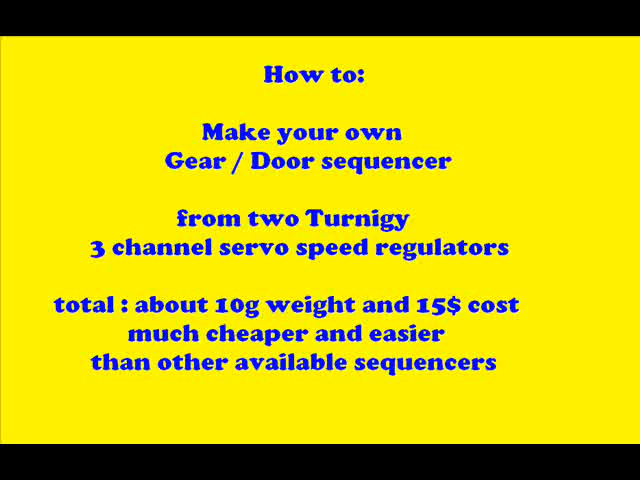 How to:
Make your own
Gear / Door sequencer
from two Turnigy
3 channel servo speed regulators
total : about 10g weight and 15$ cost
much cheaper and easier
than other available sequencers